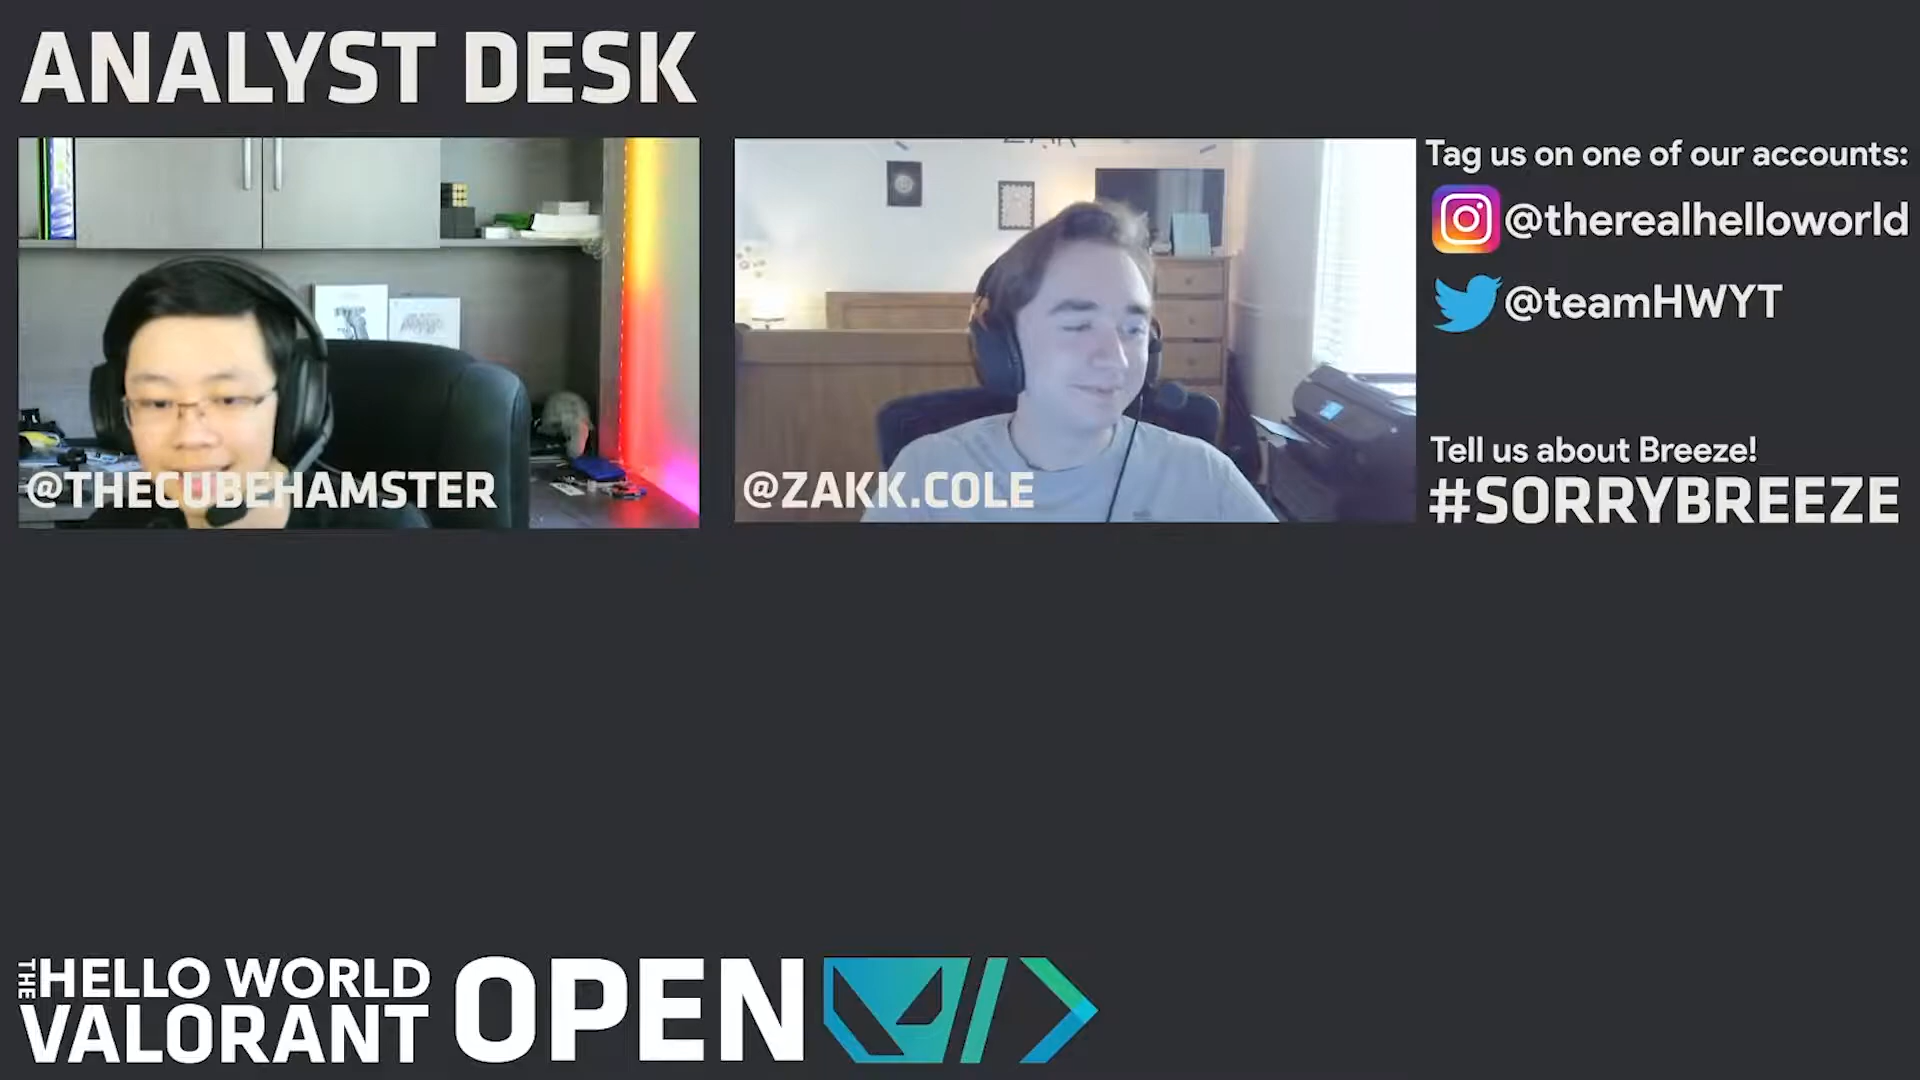 ANALYST DESK
@THECUBEHAMSTER
@ZAKK.COLE
Tag us on one of our accounts:
@therealhelloworld
@teamHWYT
Tell us about Breeze!
#SORRYBREEZE
THE HELLO WORLD
VALORANT
OPEN